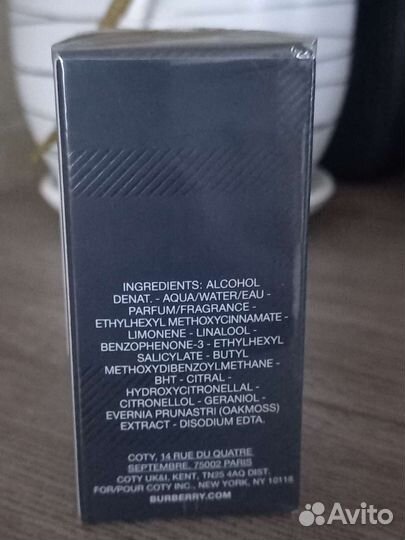 INGREDIENTS: ALCOHOL
DENAT. - AQUA/WATER/EAU -
PARFUM/FRAGRANCE -
ETHYLHEXYL METHOXYCINNAMATE -
LIMONENE - LINALOOL -
BENZOPHENONE-3 - ETHYLHEXYL
SALICYLATE - BUTYL
METHOXYDIBENZOYLMETHANE -
BHT - CITRAL -
HYDROXYCITRONELLAL -
CITRONELLOL - GERANIOL -
EVERNIA PRUNASTRI (OAKMOSS)
EXTRACT - DISODIUM EDTA.
COTY, 14 RUE DU QUATRE
SEPTEMBRE, 75002 PARIS
COTY UK&I, KENT, TN25 4AQ DIST.
FOR/POUR COTY INC., NEW YORK, NY 10118
BURBERRY.COM
Avito